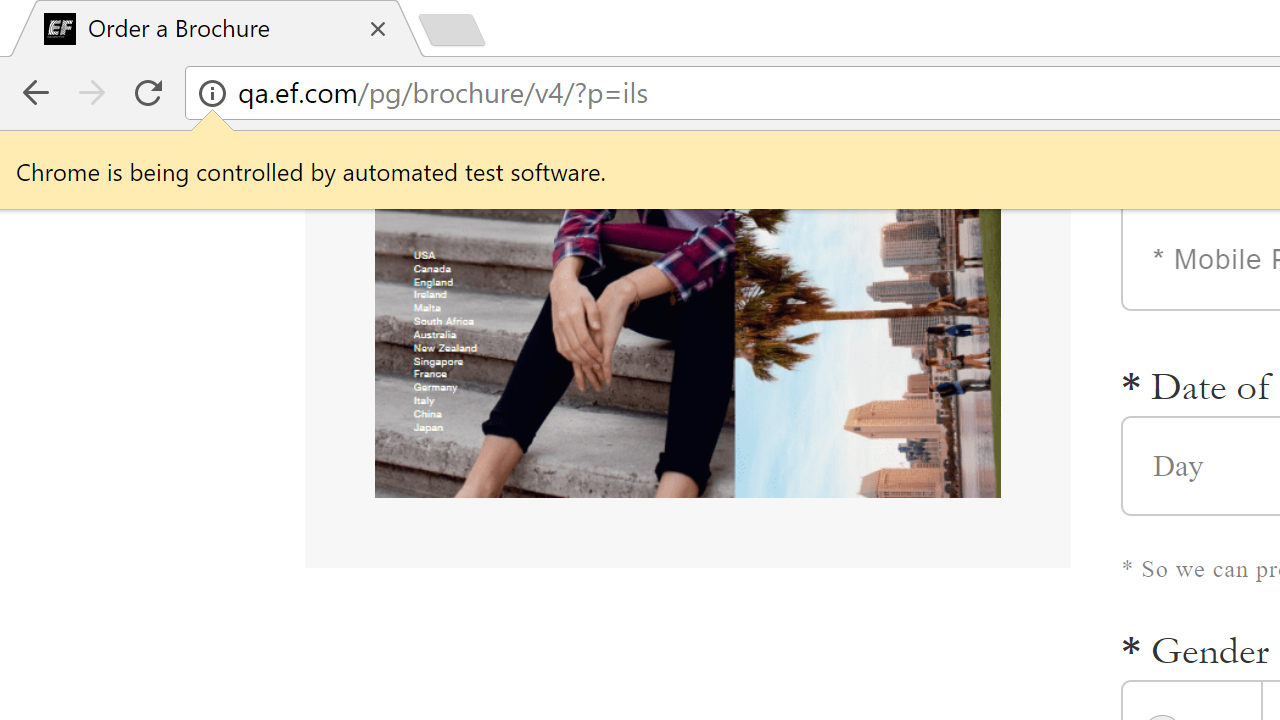 EF Order a Brochure
qa.ef.com/pg/brochure/v4/?p=ils
Chrome is being controlled by automated test software.
USA
Canada
England
Ireland
Malta
South Africa
Australia
New Zealand
Singapore
France
Germany
Italy
China
Japan
* Mobile
* Date of
Day
* So we can
* Gender